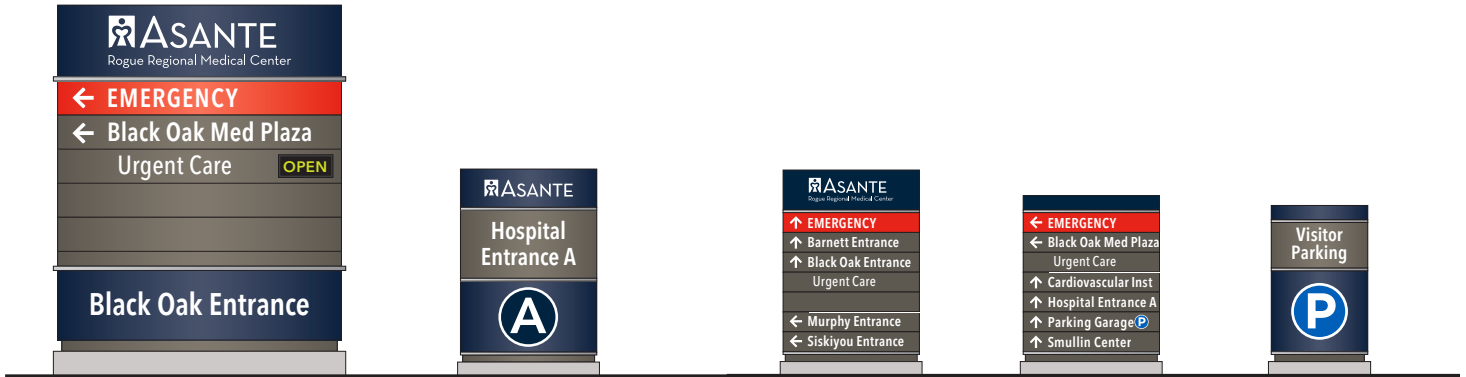 ASANTE
Rogue Regional Medical Center
← EMERGENCY
← Black Oak Med Plaza
Urgent Care OPEN
Black Oak Entrance
ASANTE
Hospital
Entrance A
A
ASANTE
Rogue Regional Medical Center
↑ EMERGENCY
↑ Barnett Entrance
↑ Black Oak Entrance
Urgent Care
← Murphy Entrance
← Siskiyou Entrance
← EMERGENCY
← Black Oak Med Plaza
Urgent Care
↑ Cardiovascular Inst
↑ Hospital Entrance A
↑ Parking Garage P
↑ Smullin Center
Visitor
Parking
P